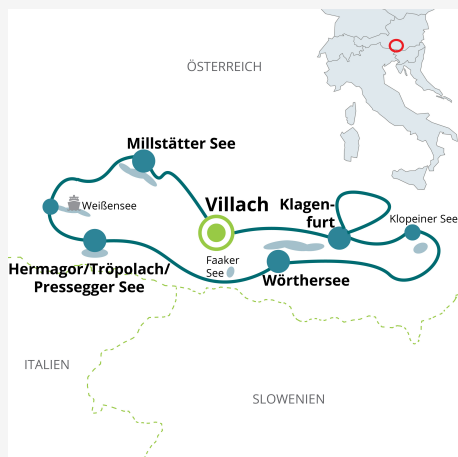 ÖSTERREICH
Millstätter See
Weißensee
Villach
Klagen-
furt
Klopeiner See
Faaker
See
Hermagor/Tröpolach/
Pressegger See
Wörthersee
ITALIEN
SLOWENIEN